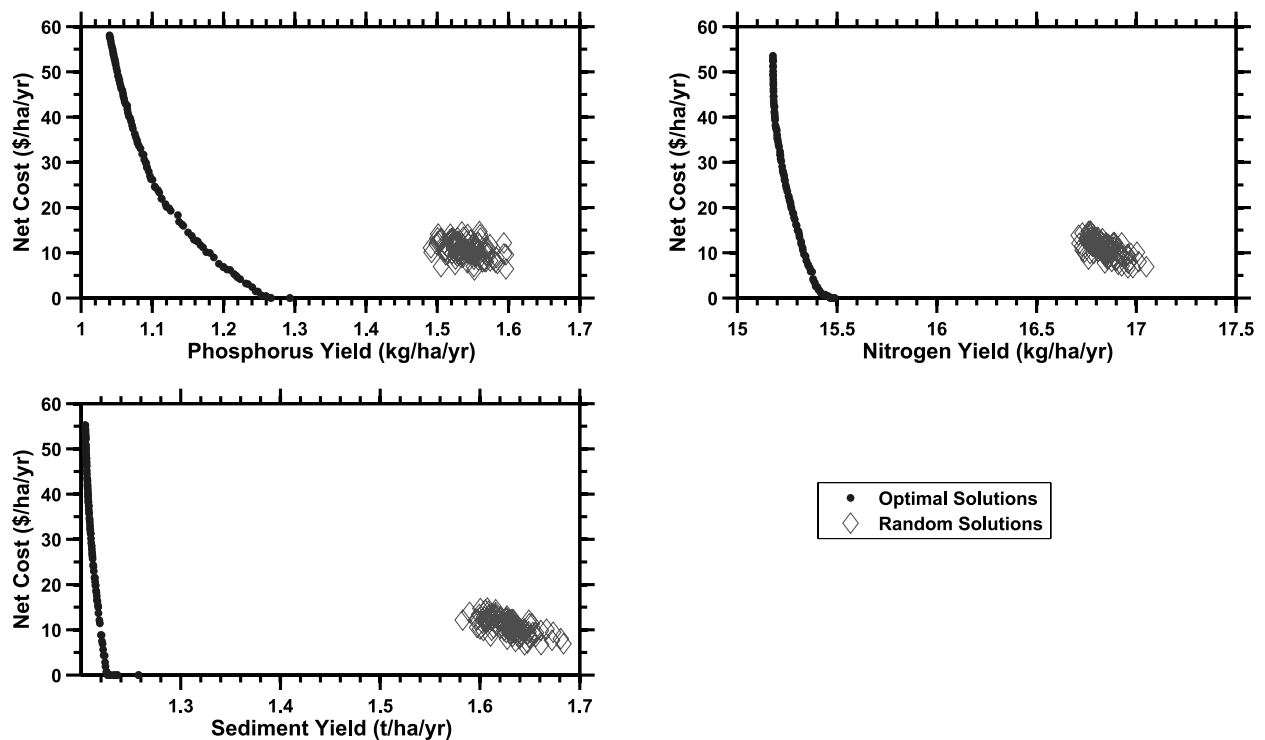 60
50
40
30
20
10
0
Net Cost ($/ha/yr)
1 1.1 1.2 1.3 1.4 1.5 1.6 1.7
Phosphorus Yield (kg/ha/yr)
60
50
40
30
20
10
0
Net Cost ($/ha/yr)
15 15.5 16 16.5 17 17.5
Nitrogen Yield (kg/ha/yr)
60
50
40
30
20
10
0
Net Cost ($/ha/yr)
1.3 1.4 1.5 1.6 1.7
Sediment Yield (t/ha/yr)
Optimal Solutions
Random Solutions